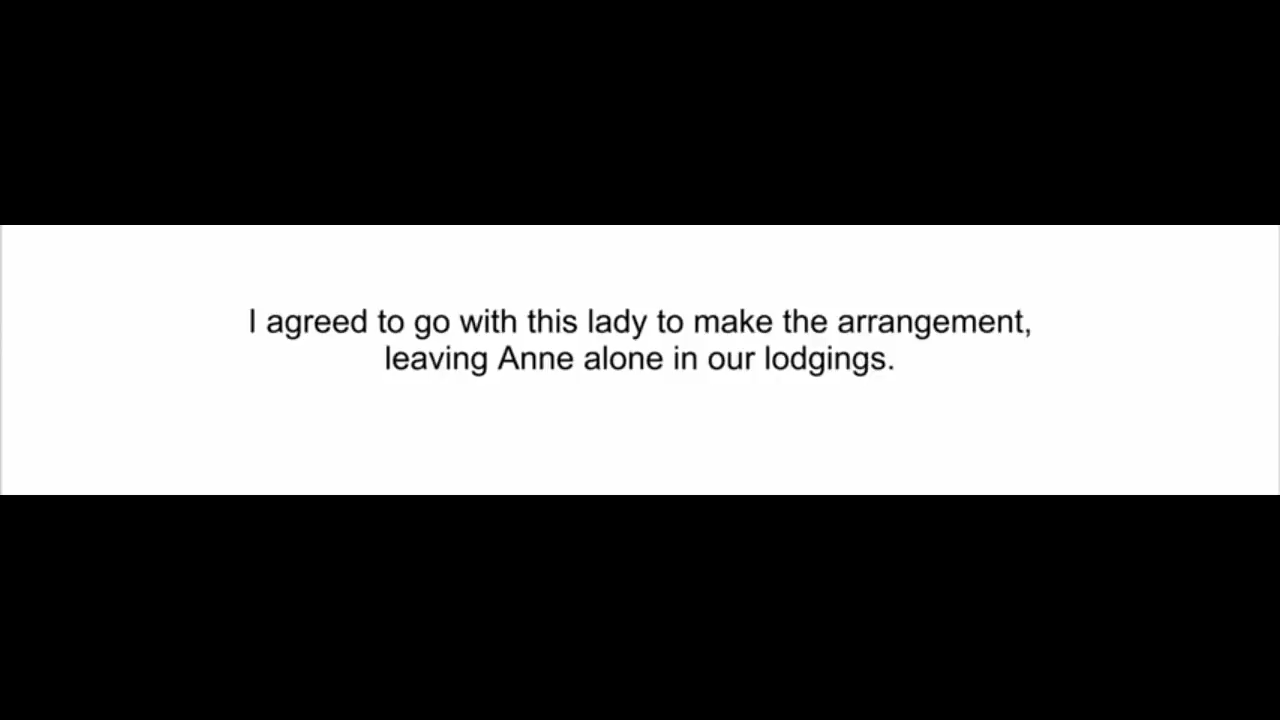 I agreed to go with this lady to make the arrangement,
leaving Anne alone in our lodgings.